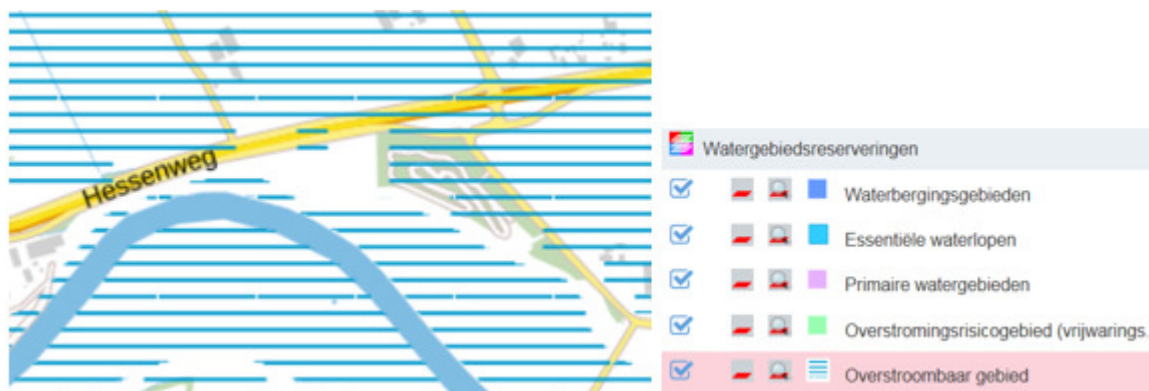 Hessenweg
Watergebiedsreserveringen
Waterbergingsgebieden
Essentiële waterlopen
Primaire watergebieden
Overstromingsrisicogebied (vrijwarings.
Overstroombaar gebied